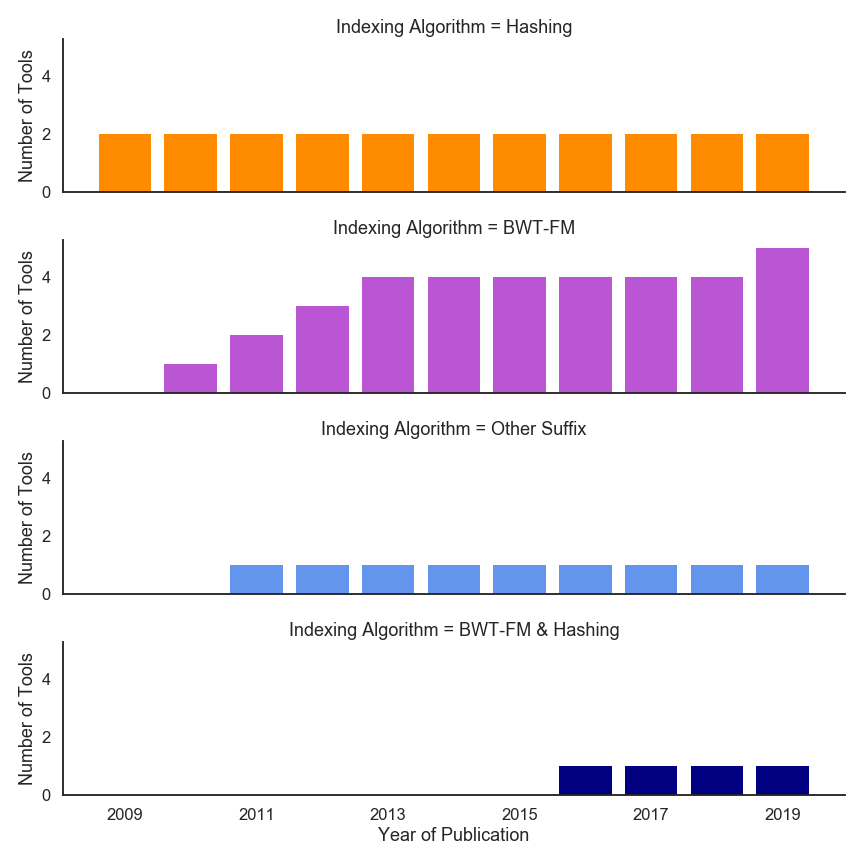 Indexing Algorithm = Hashing
Number of Tools
4
2
0
Indexing Algorithm = BWT-FM
Number of Tools
4
2
0
Indexing Algorithm = Other Suffix
Number of Tools
4
2
0
Indexing Algorithm = BWT-FM & Hashing
Number of Tools
4
2
0
2009 2011 2013 2015 2017 2019
Year of Publication